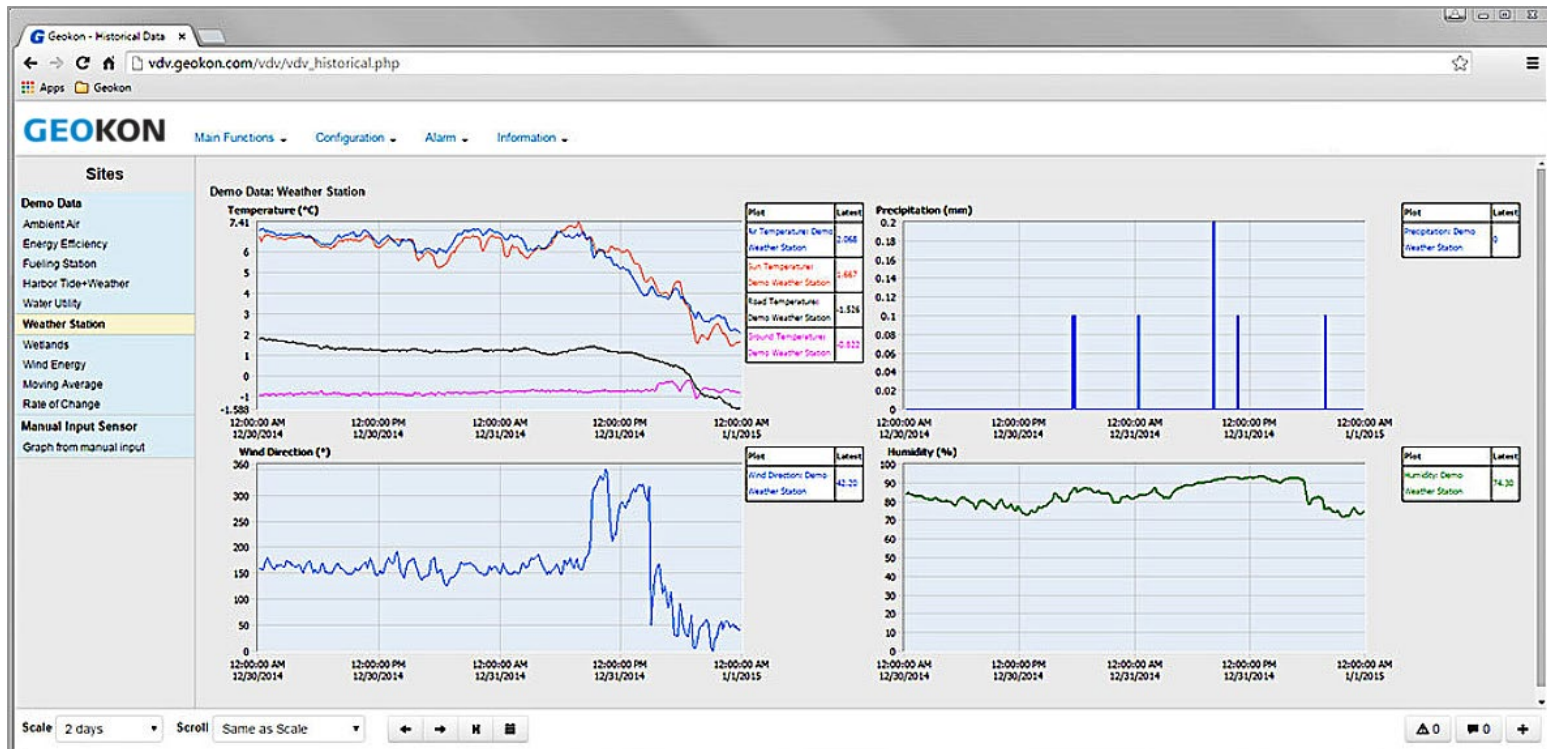 Geokon - Historical Data
vdv.geokon.com/vdv/vdv_historical.php
Apps Geokon
GEOKON
Main Functions Configuration Alarm Information
Sites
Demo Data
Ambient Air
Energy Efficiency
Fueling Station
Harbor Tide+Weather
Water Utility
Weather Station
Wetlands
Wind Energy
Moving Average
Rate of Change
Manual Input Sensor
Graph from manual input
Demo Data: Weather Station
Temperature (°C)
7.41
6
5
4
3
2
1
0
-1
-1.588
12:00:00 AM 12:00:00 PM 12:00:00 AM 12:00:00 PM 12:00:00 AM
12/30/2014 12/30/2014 12/31/2014 12/31/2014 1/1/2015
Plot Latest
Air Temperature: Demo
Weather Station
2.068
Sun Temperature:
Demo Weather Station
1.667
Road Temperature:
Demo Weather Station
-1.526
Ground Temperature:
Demo Weather Station
-0.822
Precipitation (mm)
0.2
0.18
0.16
0.14
0.12
0.1
0.08
0.06
0.04
0.02
0
12:00:00 AM 12:00:00 PM 12:00:00 AM 12:00:00 PM 12:00:00 AM
12/30/2014 12/30/2014 12/31/2014 12/31/2014 1/1/2015
Plot Latest
Precipitation: Demo
Weather Station
0
Wind Direction (°)
360
300
250
200
150
100
50
0
12:00:00 AM 12:00:00 PM 12:00:00 AM 12:00:00 PM 12:00:00 AM
12/30/2014 12/30/2014 12/31/2014 12/31/2014 1/1/2015
Plot Latest
Wind Direction: Demo
Weather Station
42.20
Humidity (%)
100
90
80
70
60
50
40
30
20
10
0
12:00:00 AM 12:00:00 PM 12:00:00 AM 12:00:00 PM 12:00:00 AM
12/30/2014 12/30/2014 12/31/2014 12/31/2014 1/1/2015
Plot Latest
Humidity: Demo
Weather Station
74.30
Scale 2 days Scroll Same as Scale
0 0